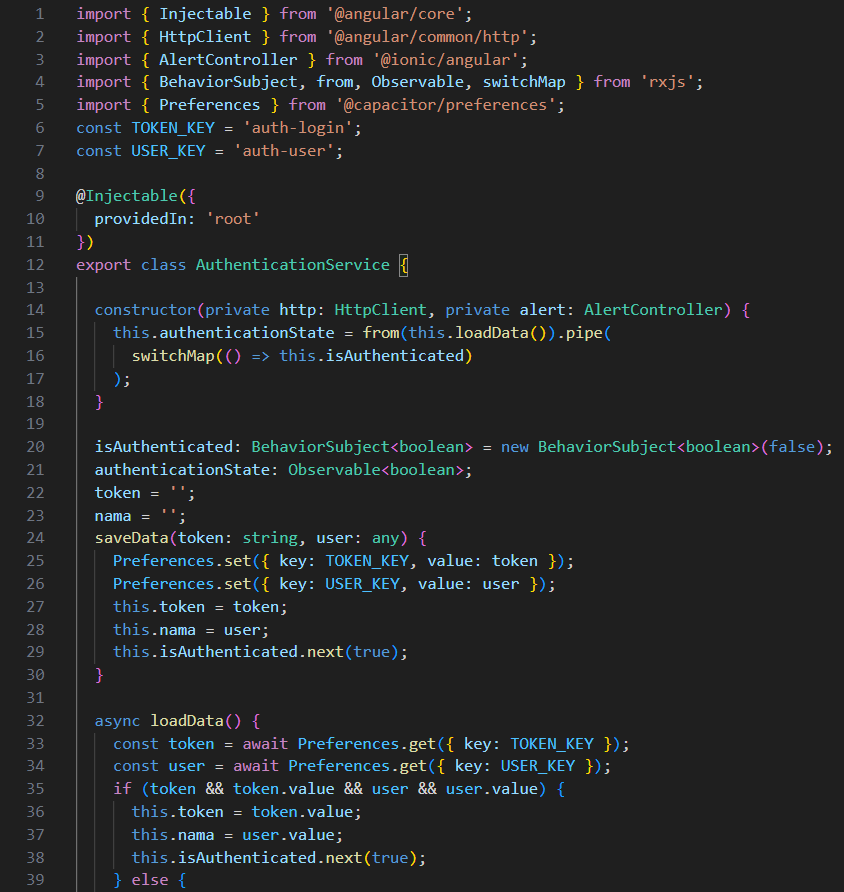 1 import { Injectable } from '@angular/core';
2 import { HttpClient } from '@angular/common/http';
3 import { AlertController } from '@ionic/angular';
4 import { BehaviorSubject, from, Observable, switchMap } from 'rxjs';
5 import { Preferences } from '@capacitor/preferences';
6 const TOKEN_KEY = 'auth-login';
7 const USER_KEY = 'auth-user';
8
9 @Injectable({
10   providedIn: 'root'
11 })
12 export class AuthenticationService {
13
14   constructor(private http: HttpClient, private alert: AlertController) {
15     this.authenticationState = from(this.loadData()).pipe(
16       switchMap(() => this.isAuthenticated)
17     );
18   }
19
20   isAuthenticated: BehaviorSubject<boolean> = new BehaviorSubject<boolean>(false);
21   authenticationState: Observable<boolean>;
22   token = '';
23   nama = '';
24   saveData(token: string, user: any) {
25     Preferences.set({ key: TOKEN_KEY, value: token });
26     Preferences.set({ key: USER_KEY, value: user });
27     this.token = token;
28     this.nama = user;
29     this.isAuthenticated.next(true);
30   }
31
32   async loadData() {
33     const token = await Preferences.get({ key: TOKEN_KEY });
34     const user = await Preferences.get({ key: USER_KEY });
35     if (token && token.value && user && user.value) {
36       this.token = token.value;
37       this.nama = user.value;
38       this.isAuthenticated.next(true);
39     } else {